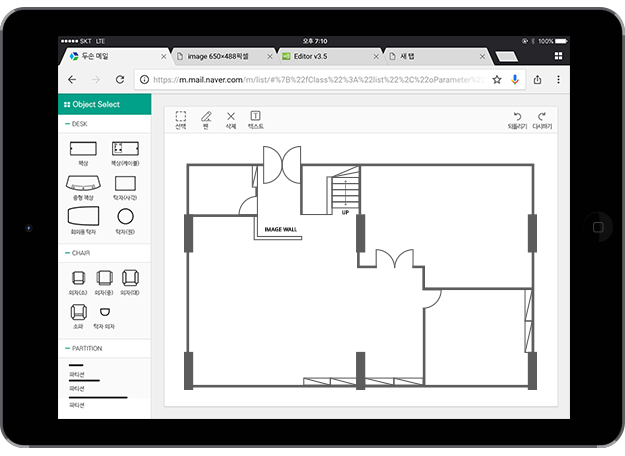 SKT LTE
오후 7:10
100%
두손 메일
image 650×488픽셀
Editor v3.5
새 탭
https://m.mail.naver.com/m/list/#%7B%22fClass%22%3A%22list%22%2C%22oParameter%22
Object Select
DESK
책상
책상(케이블)
중형 책상
탁자(사각)
회의용 탁자
탁자(원)
CHAIR
의자(소)
의자(중)
의자(대)
소파
탁자 의자
PARTITION
파티션
파티션
파티션
선택
펜
삭제
텍스트
되돌리기
다시하기
UP
IMAGE WALL